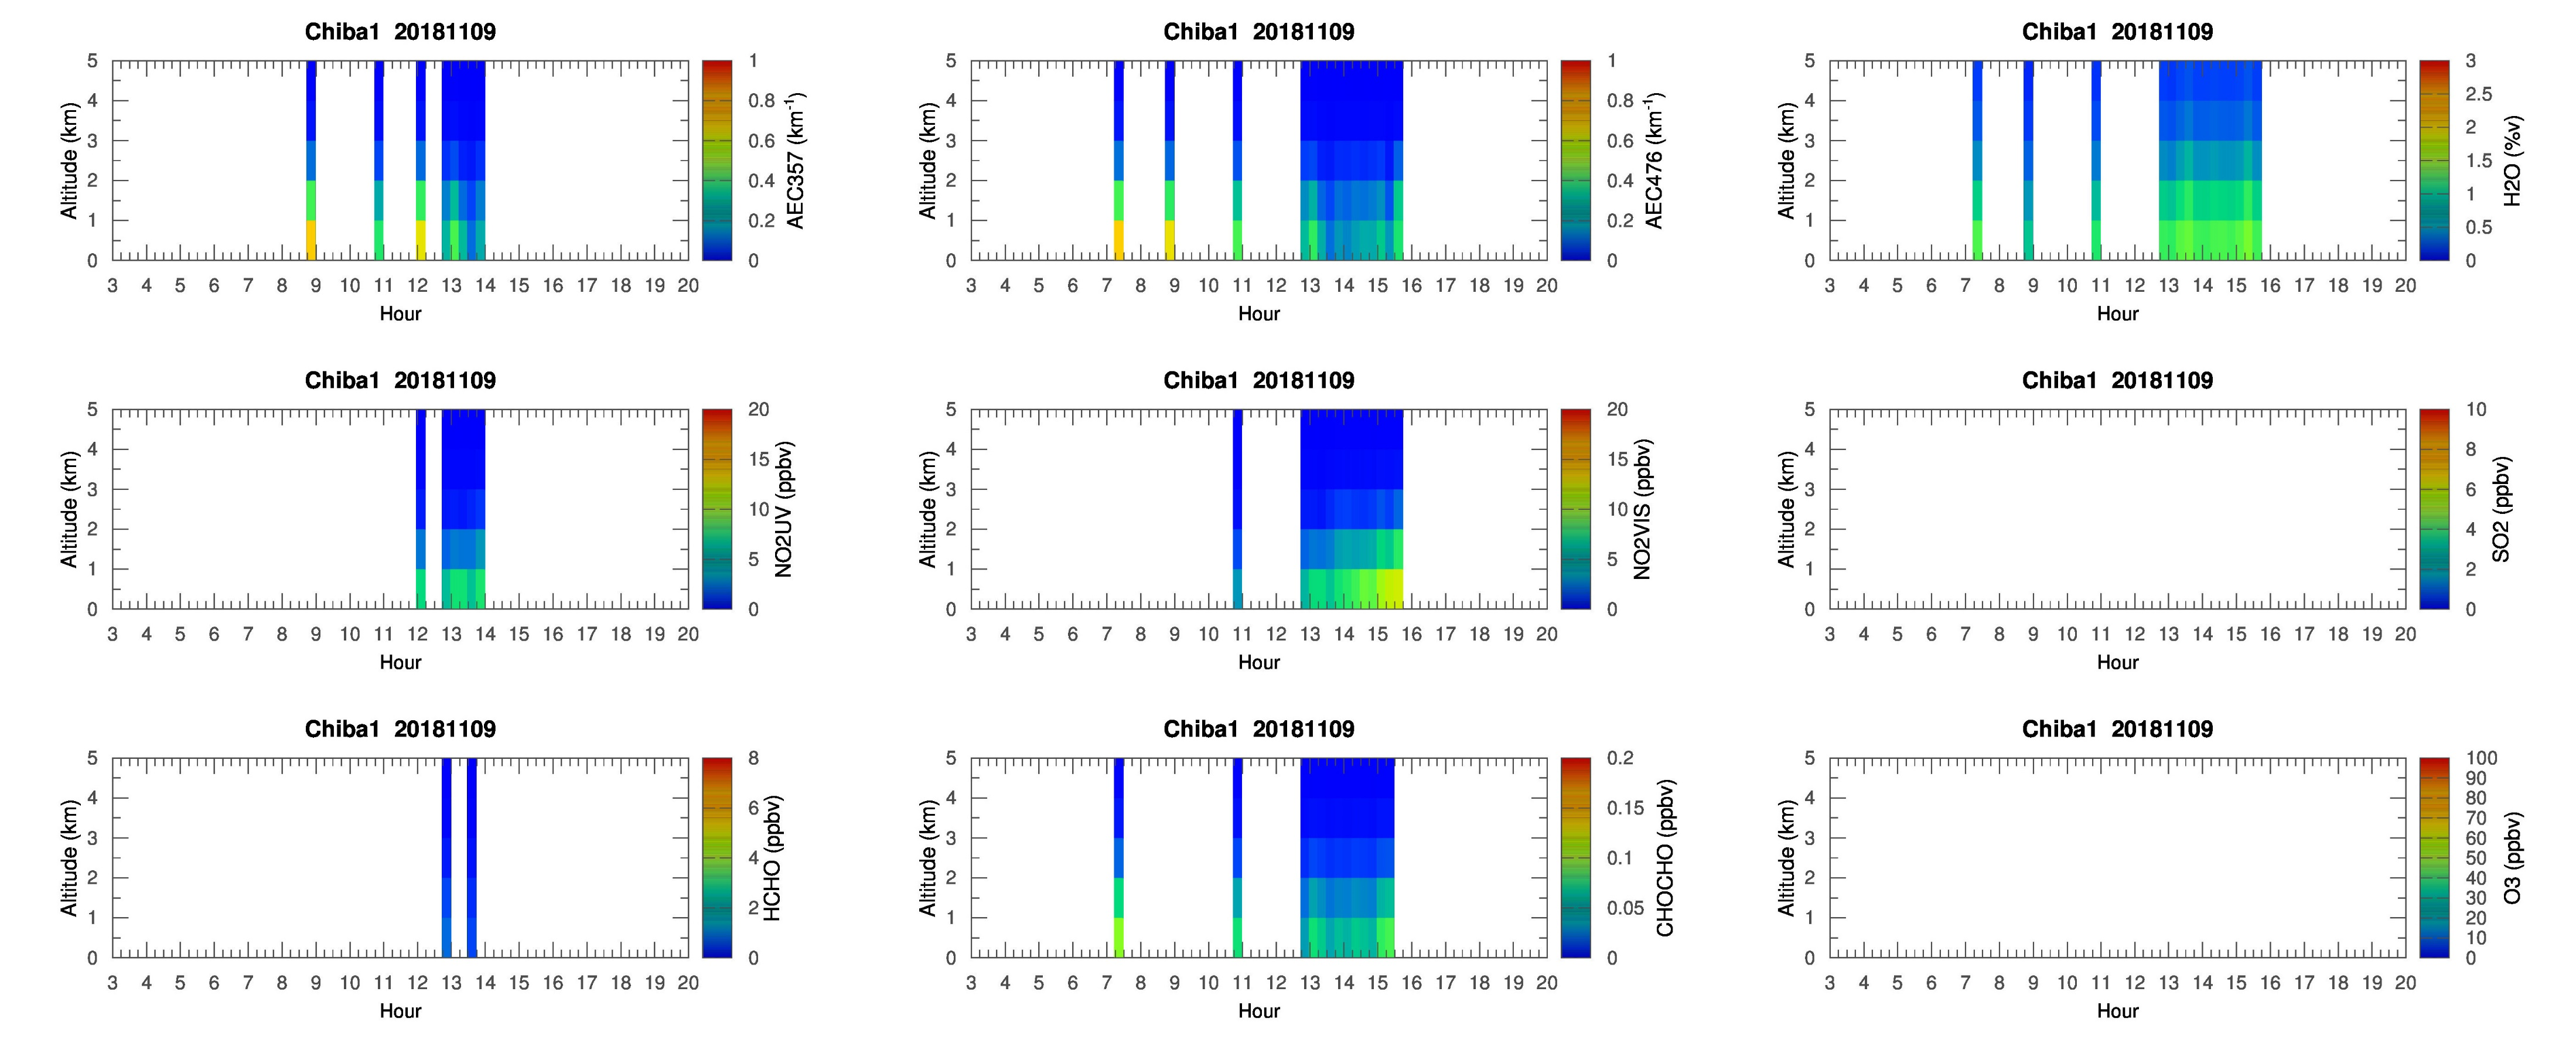 Chiba1 20181109
5
4
3
2
1
0
Altitude (km)
3 4 5 6 7 8 9 10 11 12 13 14 15 16 17 18 19 20
Hour
1
0.8
0.6
0.4
0.2
0
AEC357 (km-1)
Chiba1 20181109
5
4
3
2
1
0
Altitude (km)
3 4 5 6 7 8 9 10 11 12 13 14 15 16 17 18 19 20
Hour
1
0.8
0.6
0.4
0.2
0
AEC476 (km-1)
Chiba1 20181109
5
4
3
2
1
0
Altitude (km)
3 4 5 6 7 8 9 10 11 12 13 14 15 16 17 18 19 20
Hour
3
2.5
2
1.5
1
0.5
0
H2O (%v)
Chiba1 20181109
5
4
3
2
1
0
Altitude (km)
3 4 5 6 7 8 9 10 11 12 13 14 15 16 17 18 19 20
Hour
20
15
10
5
0
NO2UV (ppbv)
Chiba1 20181109
5
4
3
2
1
0
Altitude (km)
3 4 5 6 7 8 9 10 11 12 13 14 15 16 17 18 19 20
Hour
20
15
10
5
0
NO2VIS (ppbv)
Chiba1 20181109
5
4
3
2
1
0
Altitude (km)
3 4 5 6 7 8 9 10 11 12 13 14 15 16 17 18 19 20
Hour
10
8
6
4
2
0
SO2 (ppbv)
Chiba1 20181109
5
4
3
2
1
0
Altitude (km)
3 4 5 6 7 8 9 10 11 12 13 14 15 16 17 18 19 20
Hour
8
6
4
2
0
HCHO (ppbv)
Chiba1 20181109
5
4
3
2
1
0
Altitude (km)
3 4 5 6 7 8 9 10 11 12 13 14 15 16 17 18 19 20
Hour
0.2
0.15
0.1
0.05
0
CHOCHO (ppbv)
Chiba1 20181109
5
4
3
2
1
0
Altitude (km)
3 4 5 6 7 8 9 10 11 12 13 14 15 16 17 18 19 20
Hour
100
90
80
70
60
50
40
30
20
10
0
O3 (ppbv)